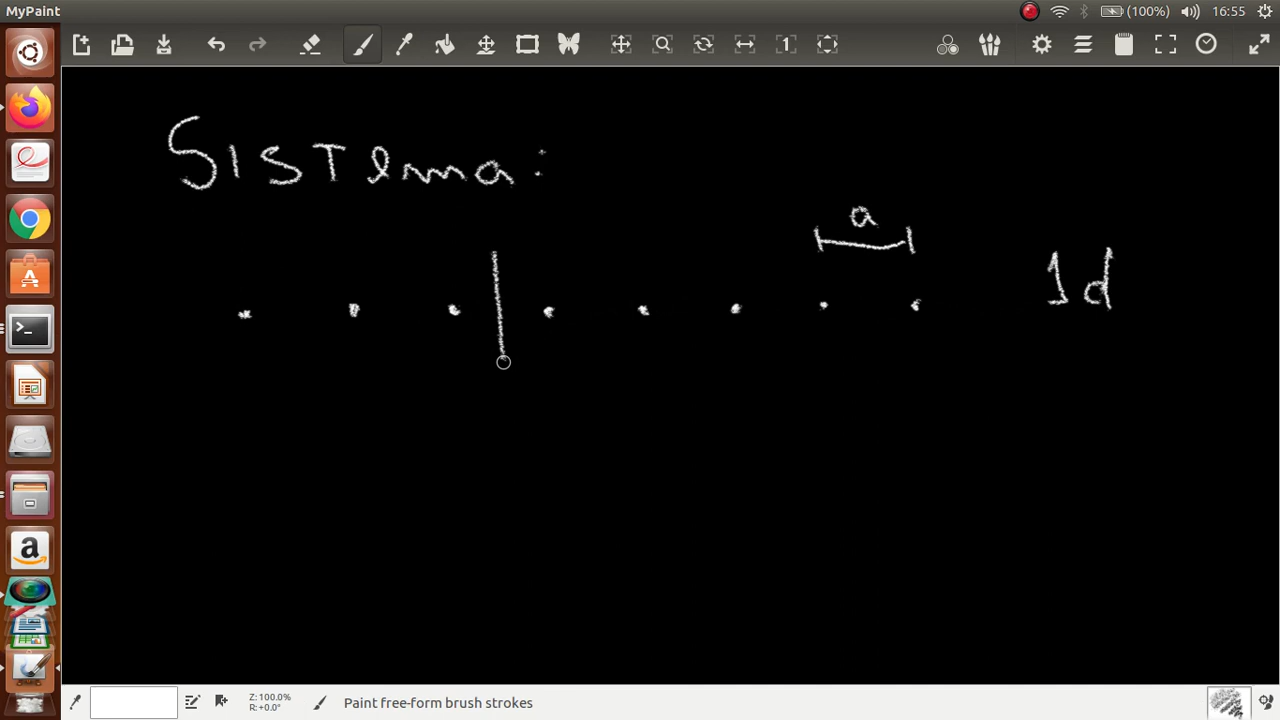 MyPaint
(100%)
16:55
SISTema:
a
1d
Z: 100.0%
R: +0.0°
Paint free-form brush strokes